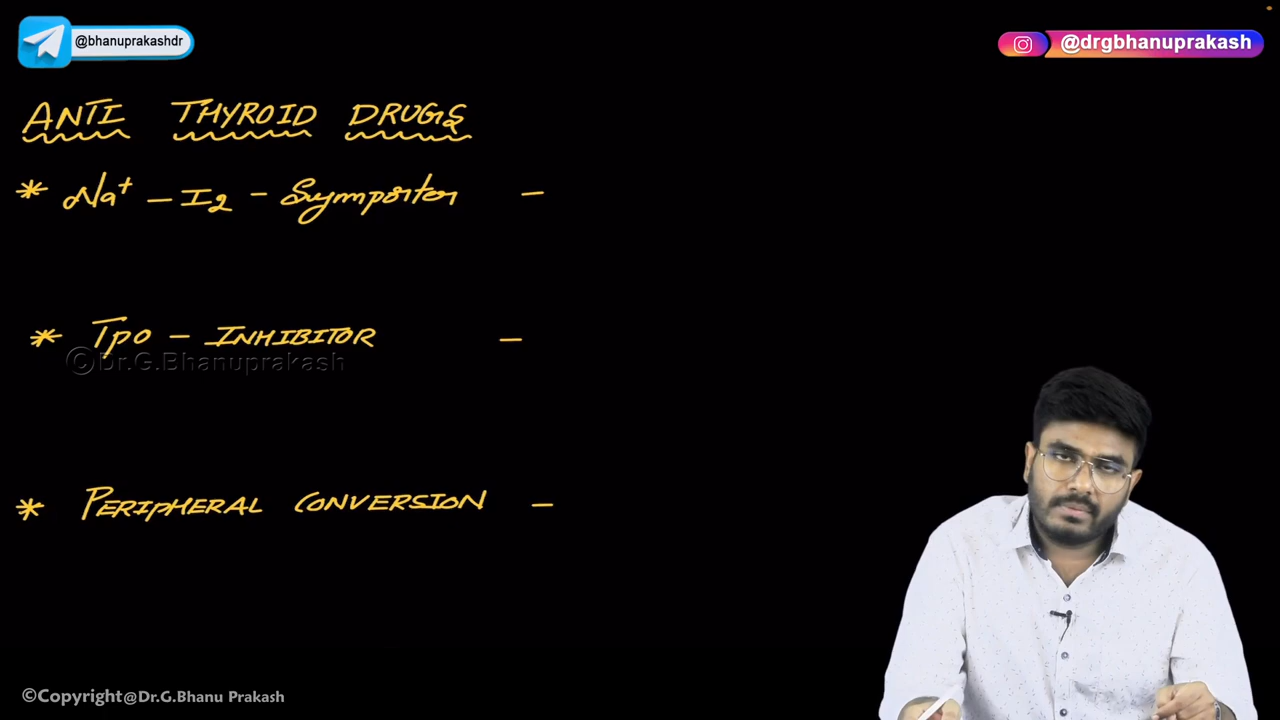 @bhanuprakashdr
@drgbhanuprakash
ANTI THYROID DRUGS
* Na+ - I2 - Symporter -
* Tpo - INHIBITOR -
©Dr.G.Bhanuprakash
* PERIPHERAL CONVERSION -
©Copyright@Dr.G.Bhanu Prakash